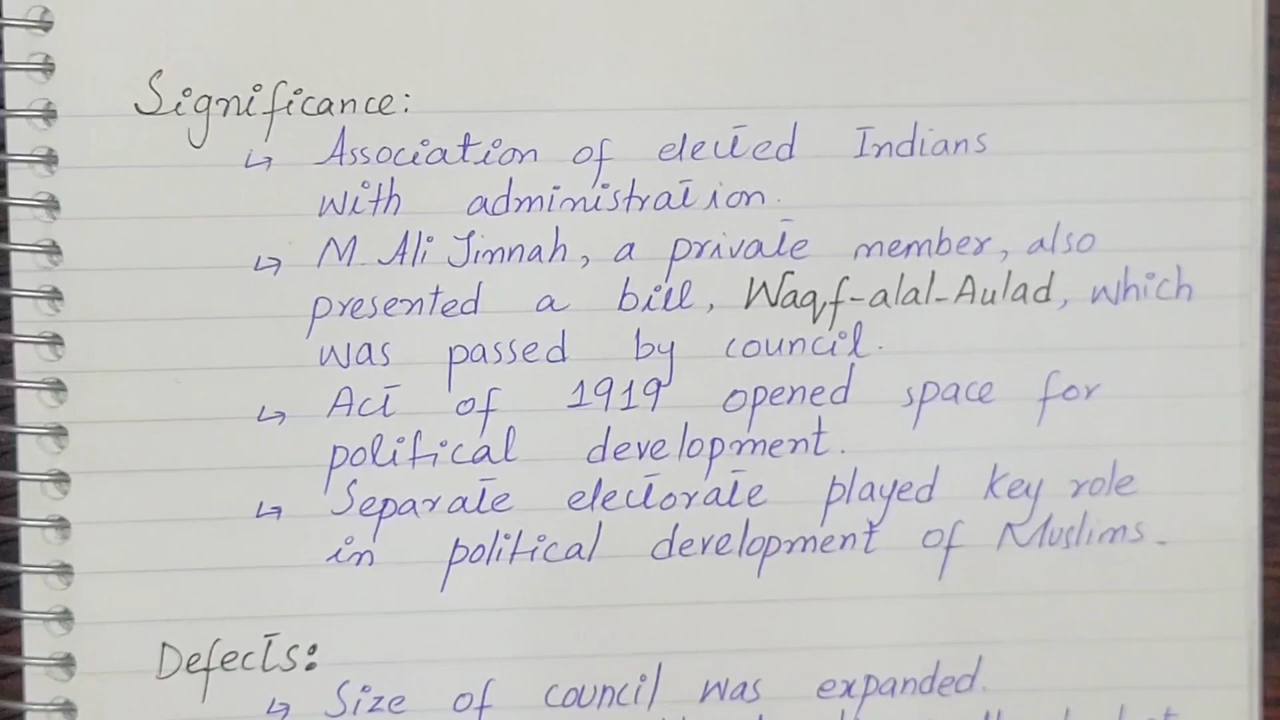 Significance:
↳ Association of elected Indians
with administration.
↳ M. Ali Jinnah, a private member, also
presented a bill, Waqf-alal-Aulad, which
was passed by council.
↳ Act of 1919 opened space for
political development.
↳ Separate electorate played key role
in political development of Muslims.
Defects:
↳ Size of council was expanded.